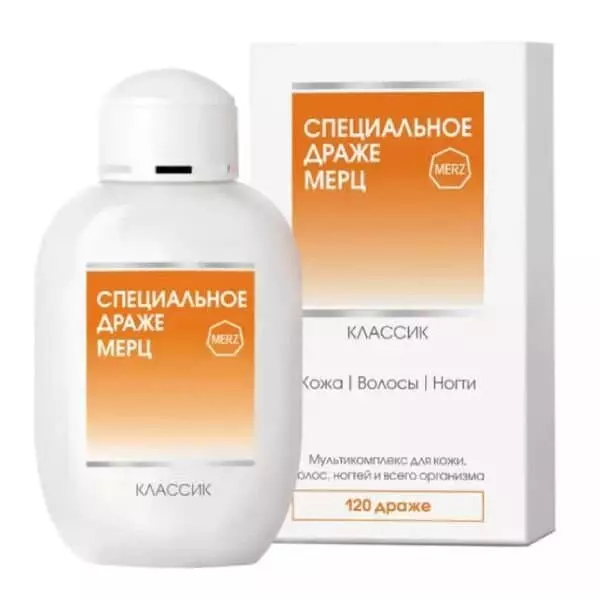 СПЕЦИАЛЬНОЕ
ДРАЖЕ
МЕРЦ
MERZ
КЛАССИК
СПЕЦИАЛЬНОЕ
ДРАЖЕ
МЕРЦ
MERZ
КЛАССИК
Кожа | Волосы | Ногти
Мультикомплекс для кожи,
волос, ногтей и всего организма
120 драже